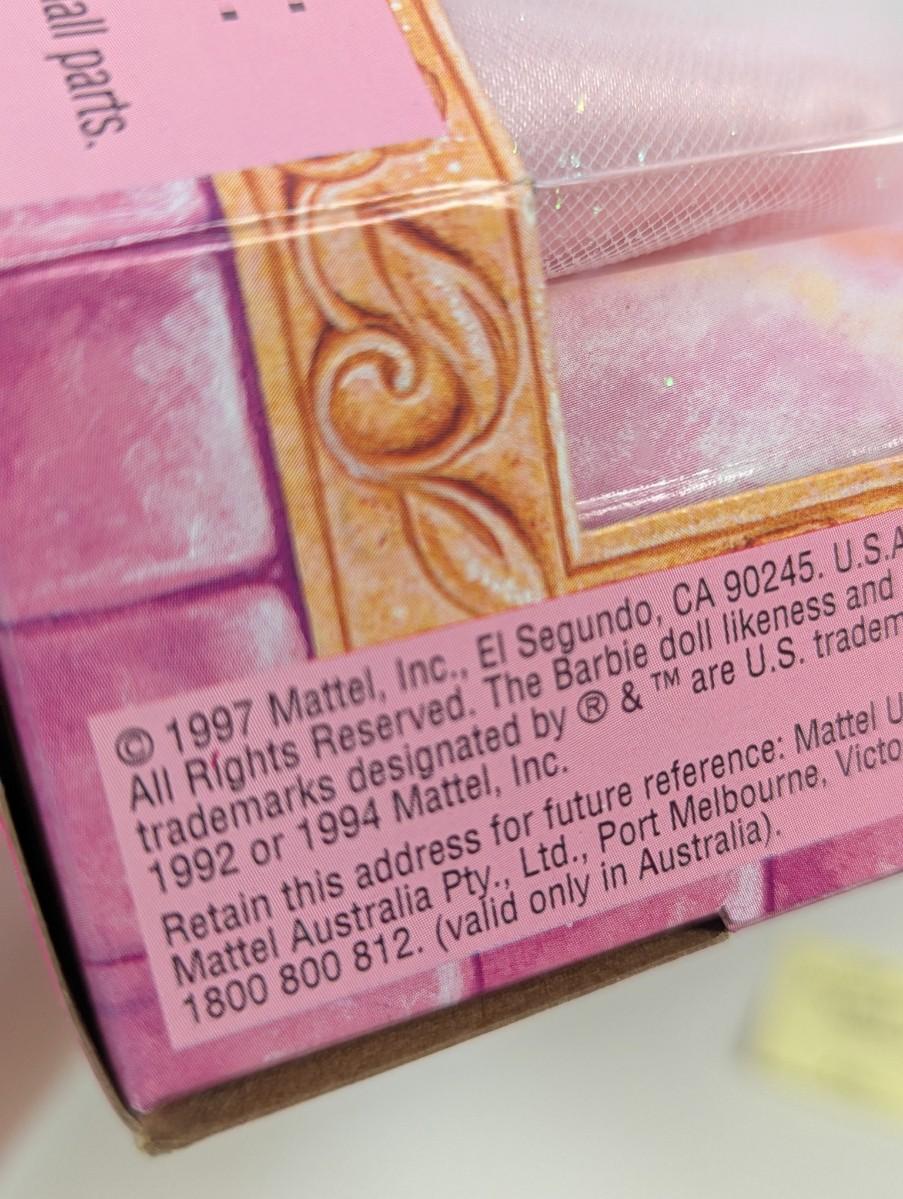 all parts.
© 1997 Mattel, Inc., El Segundo, CA 90245. U.S.A
All Rights Reserved. The Barbie doll likeness and
trademarks designated by ® & ™ are U.S. tradem
1992 or 1994 Mattel, Inc.
Retain this address for future reference: Mattel U
Mattel Australia Pty., Ltd., Port Melbourne, Victo
1800 800 812. (valid only in Australia).